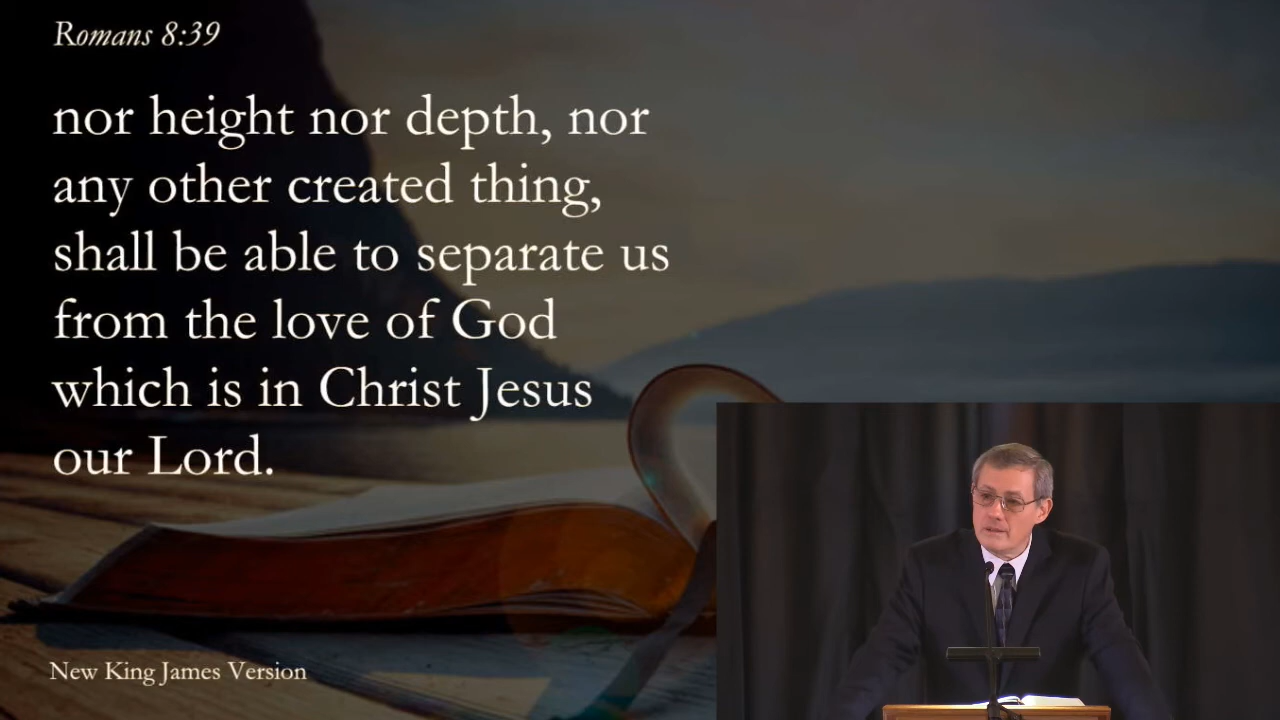 Romans 8:39
nor height nor depth, nor
any other created thing,
shall be able to separate us
from the love of God
which is in Christ Jesus
our Lord.
New King James Version